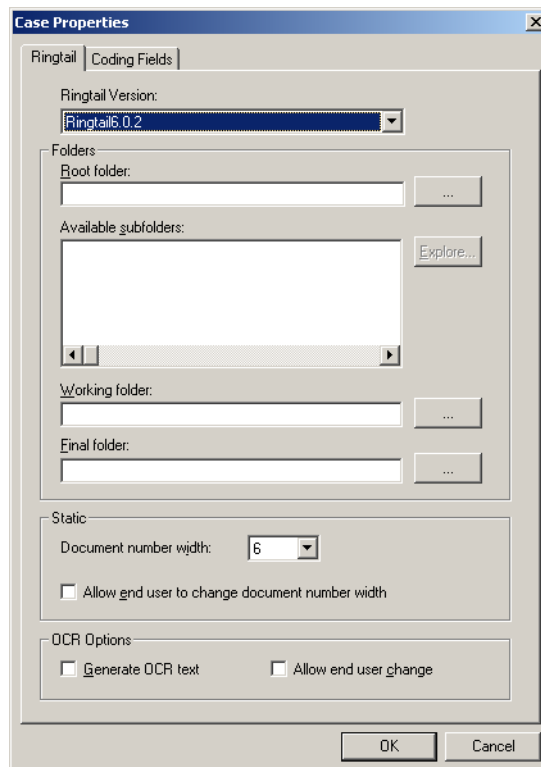 Case Properties
Ringtail
Coding Fields
Ringtail Version:
Ringtail6.0.2
Folders
Root folder:
...
Available subfolders:
Explore...
Working folder:
...
Final folder:
...
Static
Document number width:
6
Allow end user to change document number width
OCR Options
Generate OCR text
Allow end user change
OK
Cancel